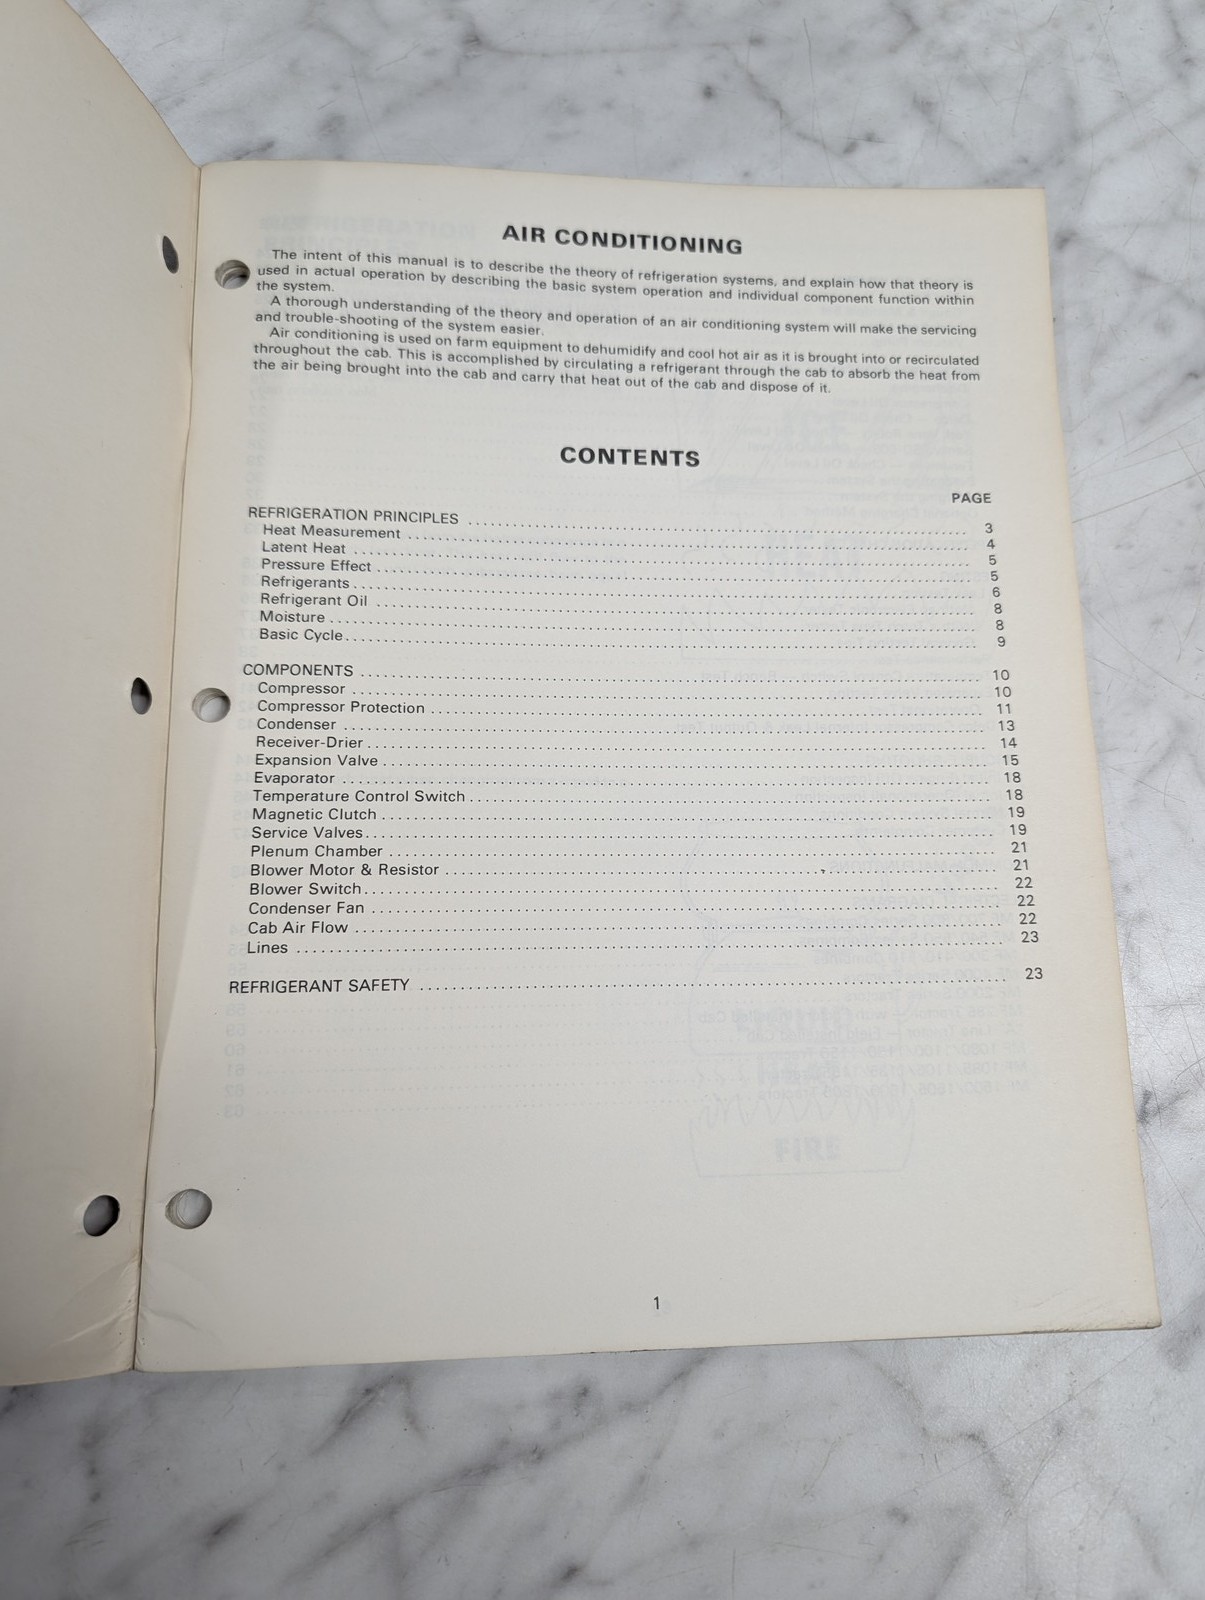 AIR CONDITIONING
The intent of this manual is to describe the theory of refrigeration systems, and explain how that theory is
used in actual operation by describing the basic system operation and individual component function within
the system.
A thorough understanding of the theory and operation of an air conditioning system will make the servicing
and trouble-shooting of the system easier.
Air conditioning is used on farm equipment to dehumidify and cool hot air as it is brought into or recirculated
throughout the cab. This is accomplished by circulating a refrigerant through the cab to absorb the heat from
the air being brought into the cab and carry that heat out of the cab and dispose of it.
CONTENTS
PAGE
REFRIGERATION PRINCIPLES ........ 3
Heat Measurement ........ 4
Latent Heat ........ 5
Pressure Effect ........ 5
Refrigerants ........ 6
Refrigerant Oil ........ 8
Moisture ........ 8
Basic Cycle ........ 9
COMPONENTS ........ 10
Compressor ........ 10
Compressor Protection ........ 11
Condenser ........ 13
Receiver-Drier ........ 14
Expansion Valve ........ 15
Evaporator ........ 18
Temperature Control Switch ........ 18
Magnetic Clutch ........ 19
Service Valves ........ 19
Plenum Chamber ........ 21
Blower Motor & Resistor ........ 21
Blower Switch ........ 22
Condenser Fan ........ 22
Cab Air Flow ........ 22
Lines ........ 23
REFRIGERANT SAFETY ........ 23
1